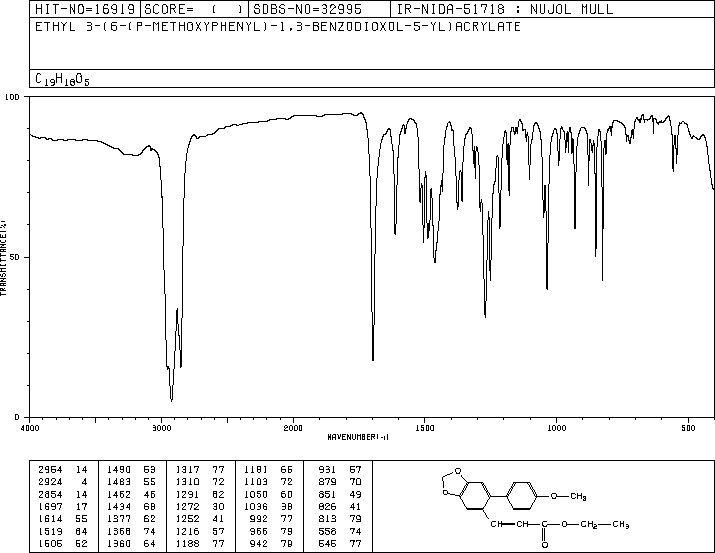 HIT-NO=16919 SCORE= ( ) SDBS-NO=32995 IR-NIDA-51718 : NUJOL MULL
ETHYL 3-(6-(P-METHOXYPHENYL)-1,3-BENZODIOXOL-5-YL)ACRYLATE
C19H18O5
100
50
0
TRANSMITTANCE(%)
4000 3000 2000 1500 1000 500
WAVENUMBER(-1)
2954 14 1490 53 1317 77 1181 66 931 57
2924 4 1463 55 1310 72 1103 72 879 70
2854 14 1462 46 1291 62 1050 60 851 49
1697 17 1434 68 1272 30 1036 38 826 41
1614 55 1377 62 1252 41 992 77 813 79
1519 64 1368 74 1216 57 966 79 558 74
1506 52 1360 64 1188 77 942 79 545 77
O
O
O—CH3
CH=CH—C—O—CH2—CH3
O